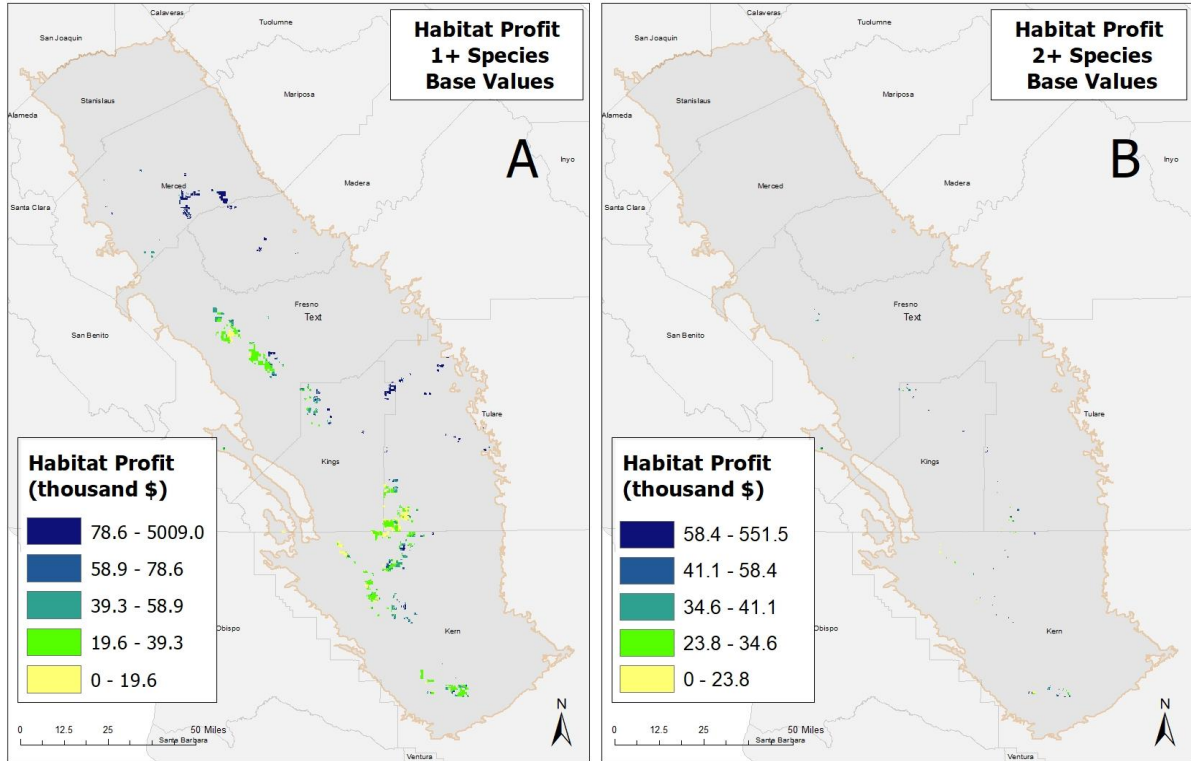 Habitat Profit
1+ Species
Base Values
A
Calaveras
Tuolumne
San Joaquin
Stanislaus
Alameda
Mariposa
Inyo
Merced
Madera
Santa Clara
Fresno
Text
San Benito
Tulare
Kings
Obispo
Kern
Santa Barbara
Ventura
Habitat Profit
(thousand $)
78.6 - 5009.0
58.9 - 78.6
39.3 - 58.9
19.6 - 39.3
0 - 19.6
0 12.5 25 50 Miles
N
Habitat Profit
2+ Species
Base Values
B
Calaveras
Tuolumne
San Joaquin
Stanislaus
Alameda
Mariposa
Inyo
Merced
Madera
Santa Clara
Fresno
Text
San Benito
Tulare
Kings
Obispo
Kern
Santa Barbara
Ventura
Habitat Profit
(thousand $)
58.4 - 551.5
41.1 - 58.4
34.6 - 41.1
23.8 - 34.6
0 - 23.8
0 12.5 25 50 Miles
N